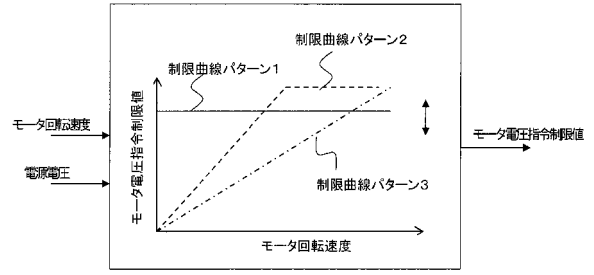 制限曲線パターン2
制限曲線パターン1
モータ電圧指令制限値
モータ回転速度
電源電圧
モータ電圧指令制限値
制限曲線パターン3
モータ回転速度